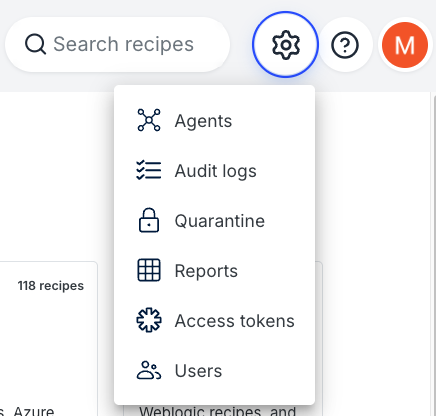 Search recipes
M
Agents
Audit logs
Quarantine
Reports
118 recipes
Access tokens
Users
Azure
Weblogic recipes, and